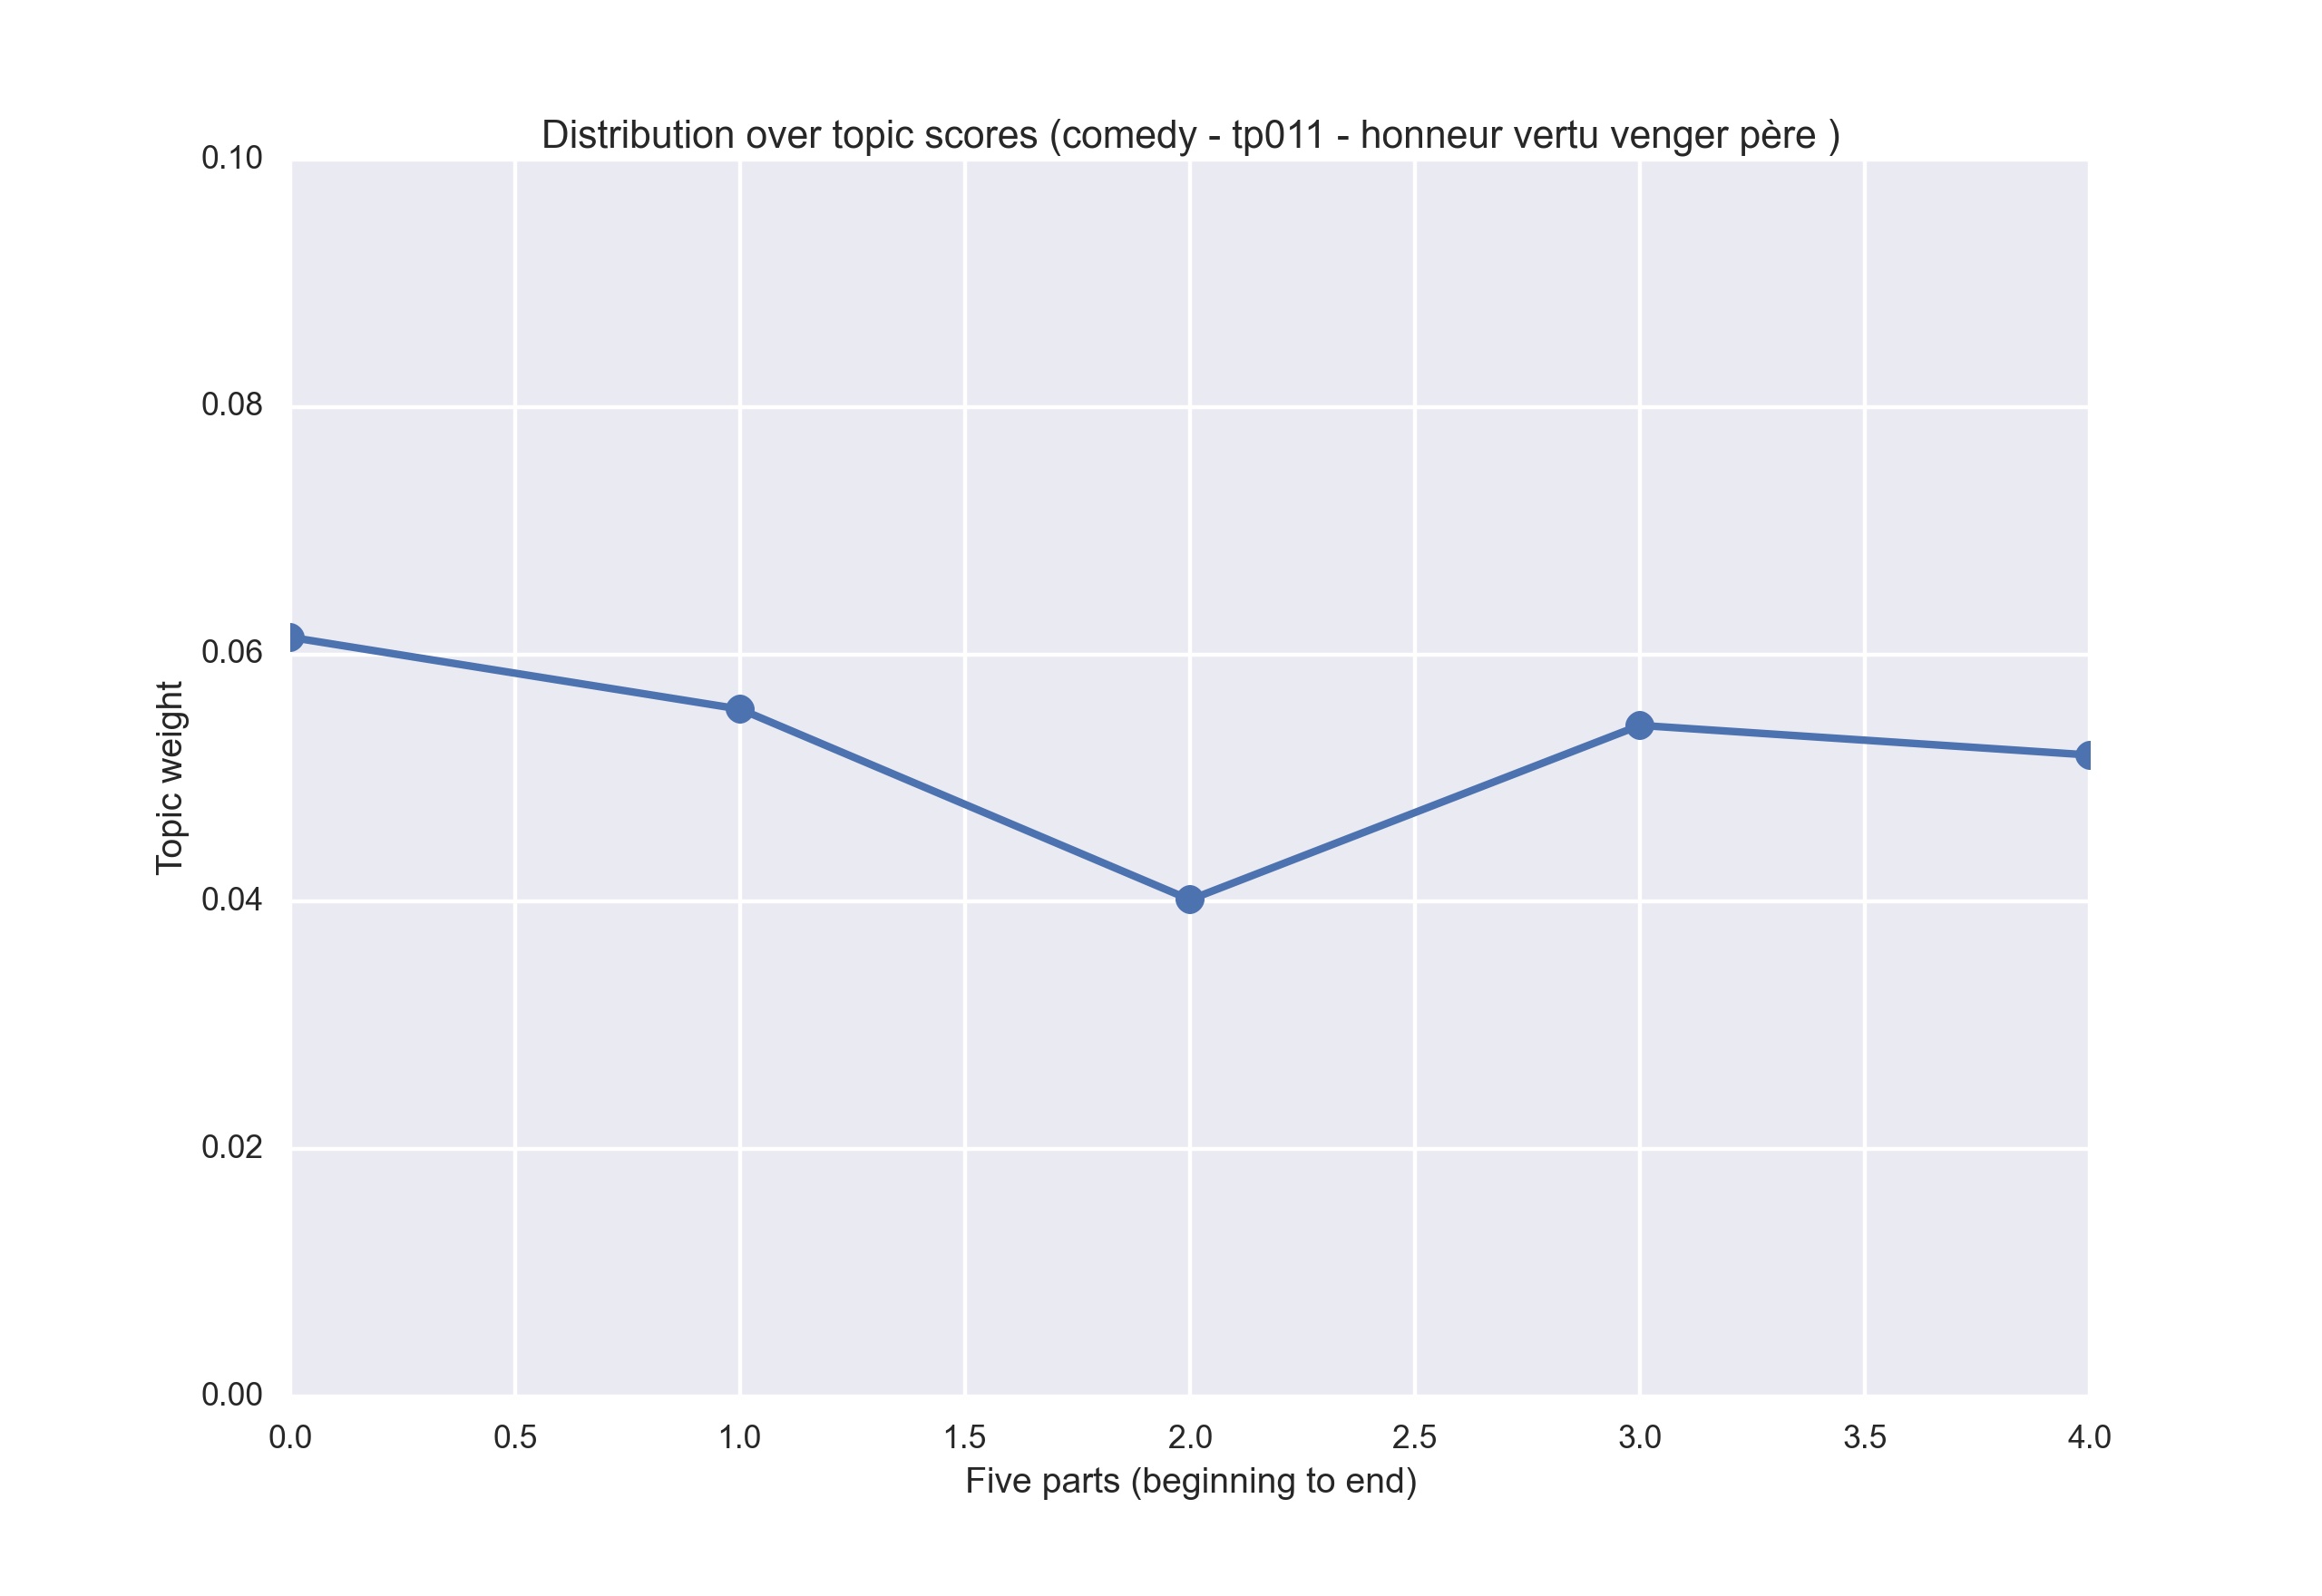 Distribution over topic scores (comedy - tp011 - honneur vertu venger père )
0.10
0.08
0.06
0.04
0.02
0.00
Topic weight
0.0 0.5 1.0 1.5 2.0 2.5 3.0 3.5 4.0
Five parts (beginning to end)